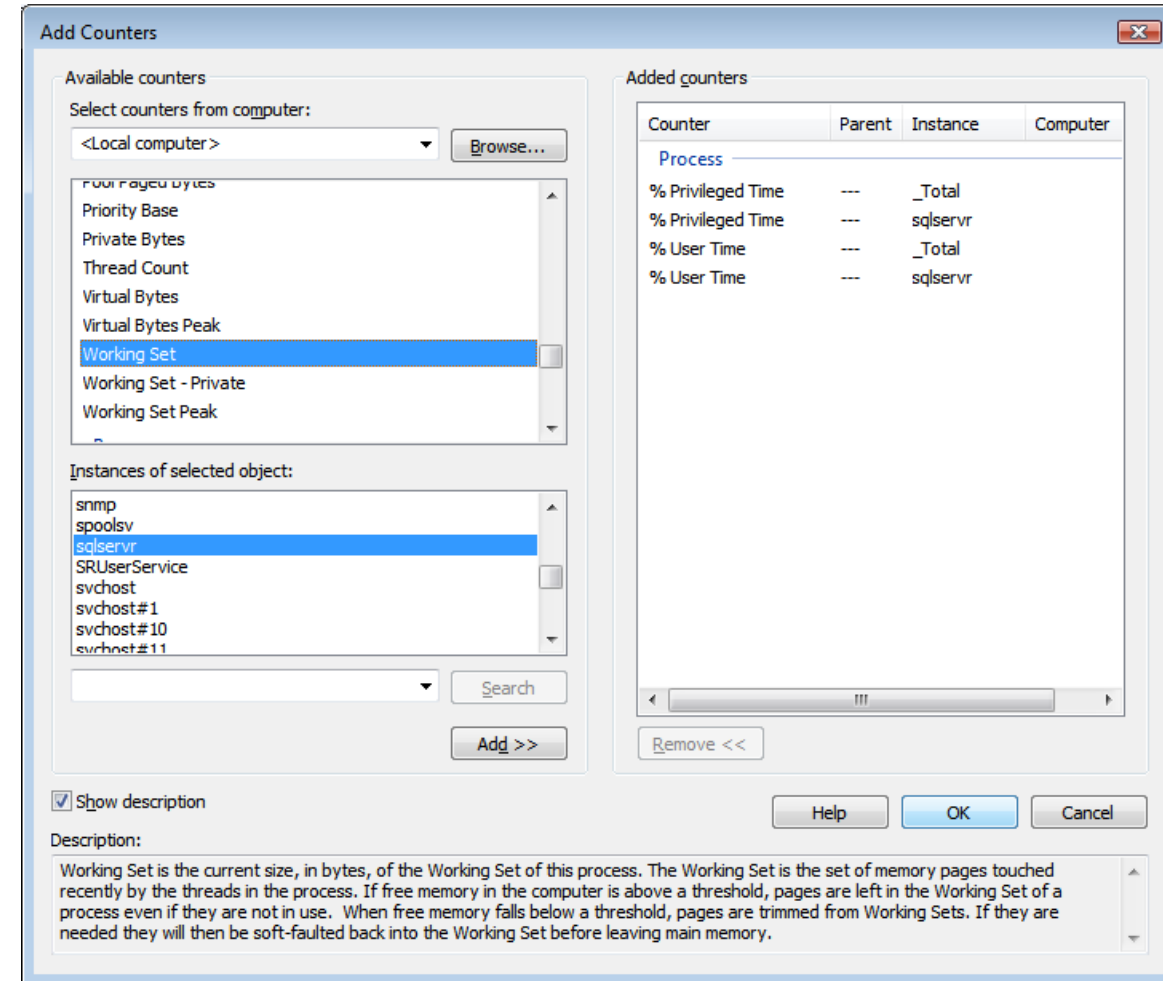 Add Counters
Available counters
Select counters from computer:
<Local computer>
Browse...
Pool Paged Bytes
Priority Base
Private Bytes
Thread Count
Virtual Bytes
Virtual Bytes Peak
Working Set
Working Set - Private
Working Set Peak
Instances of selected object:
snmp
spoolsv
sqlservr
SRUserService
svchost
svchost#1
svchost#10
svchost#11
Search
Add >>
Added counters
Counter Parent Instance Computer
Process
% Privileged Time --- _Total
% Privileged Time --- sqlservr
% User Time --- _Total
% User Time --- sqlservr
Remove <<
Show description
Help OK Cancel
Description:
Working Set is the current size, in bytes, of the Working Set of this process. The Working Set is the set of memory pages touched
recently by the threads in the process. If free memory in the computer is above a threshold, pages are left in the Working Set of a
process even if they are not in use.  When free memory falls below a threshold, pages are trimmed from Working Sets. If they are
needed they will then be soft-faulted back into the Working Set before leaving main memory.